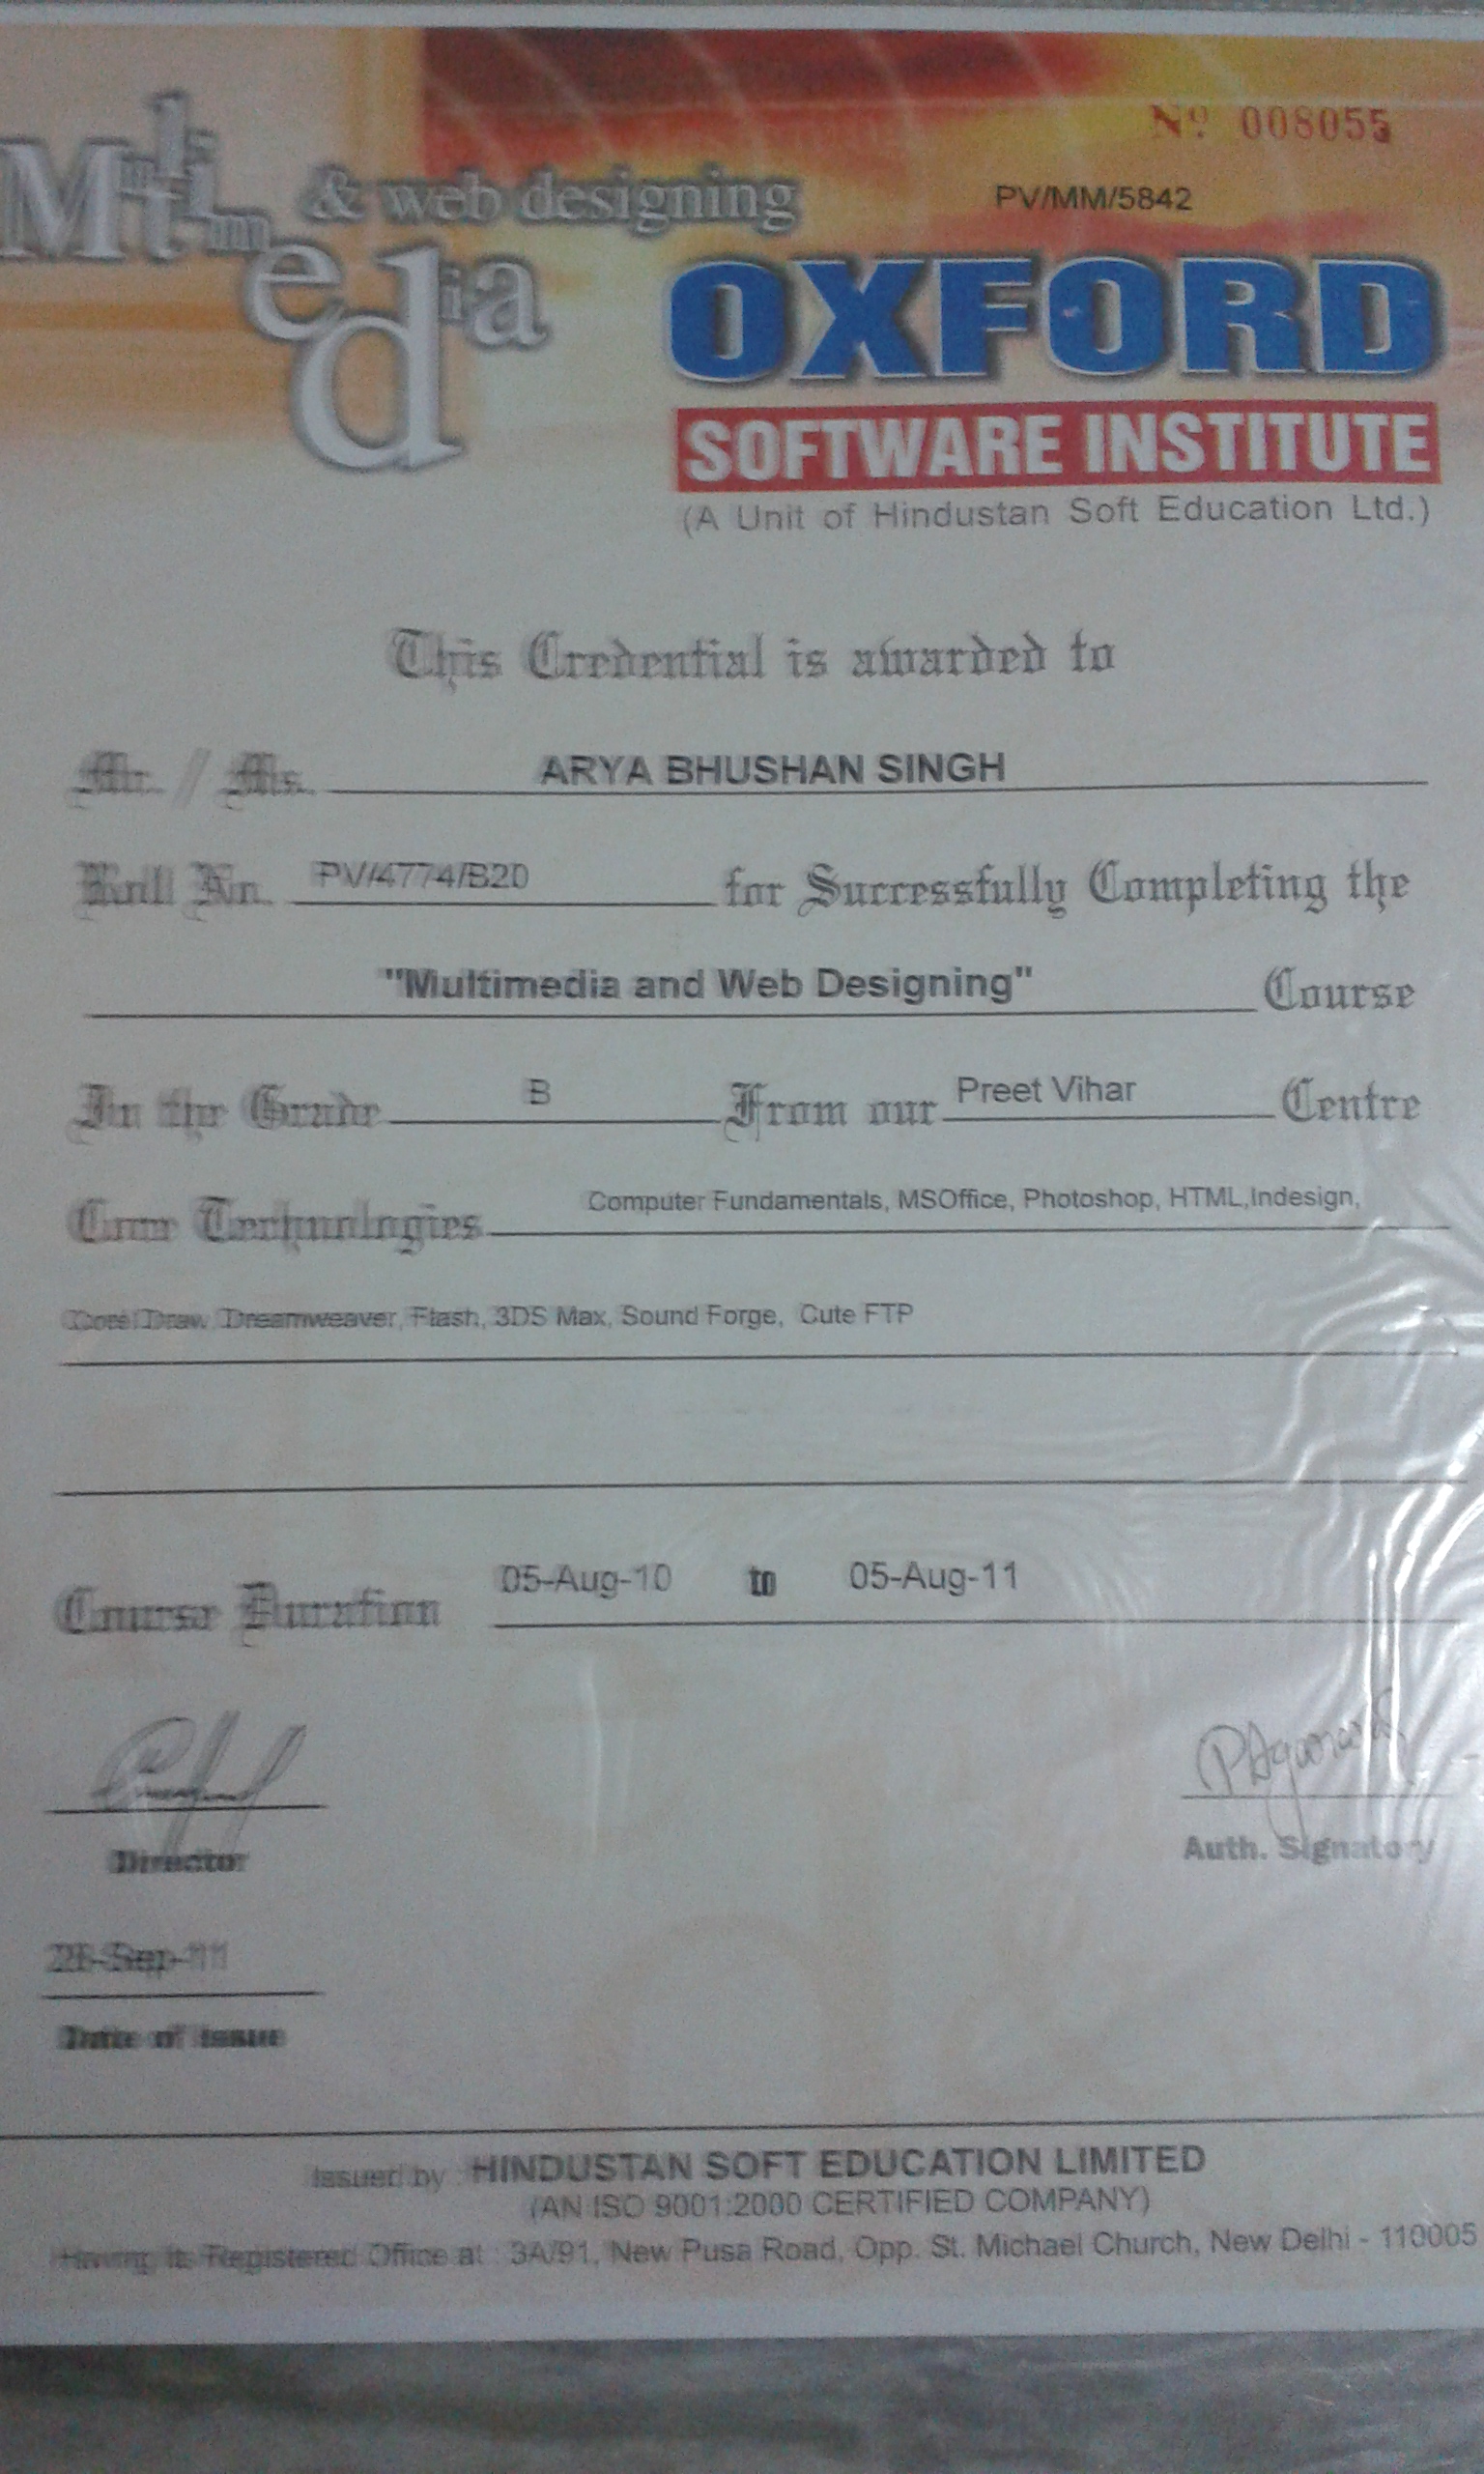 Nº 008055
Multimedia & web designing
PV/MM/5842
OXFORD
SOFTWARE INSTITUTE
(A Unit of Hindustan Soft Education Ltd.)
This Credential is awarded to
Mr. / Ms. ARYA BHUSHAN SINGH
Roll No. PV/4774/B20 for Successfully Completing the
"Multimedia and Web Designing" Course
In the Grade B From our Preet Vihar Centre
Core Technologies Computer Fundamentals, MSOffice, Photoshop, HTML,Indesign,
Corel Draw, Dreamweaver, Flash, 3DS Max, Sound Forge, Cute FTP
Course Duration 05-Aug-10 to 05-Aug-11
Director
Auth. Signatory
Date of issue
Issued by : HINDUSTAN SOFT EDUCATION LIMITED
(AN ISO 9001:2000 CERTIFIED COMPANY)
Having its Registered Office at : 3A/91, New Pusa Road, Opp. St. Michael Church, New Delhi - 110005